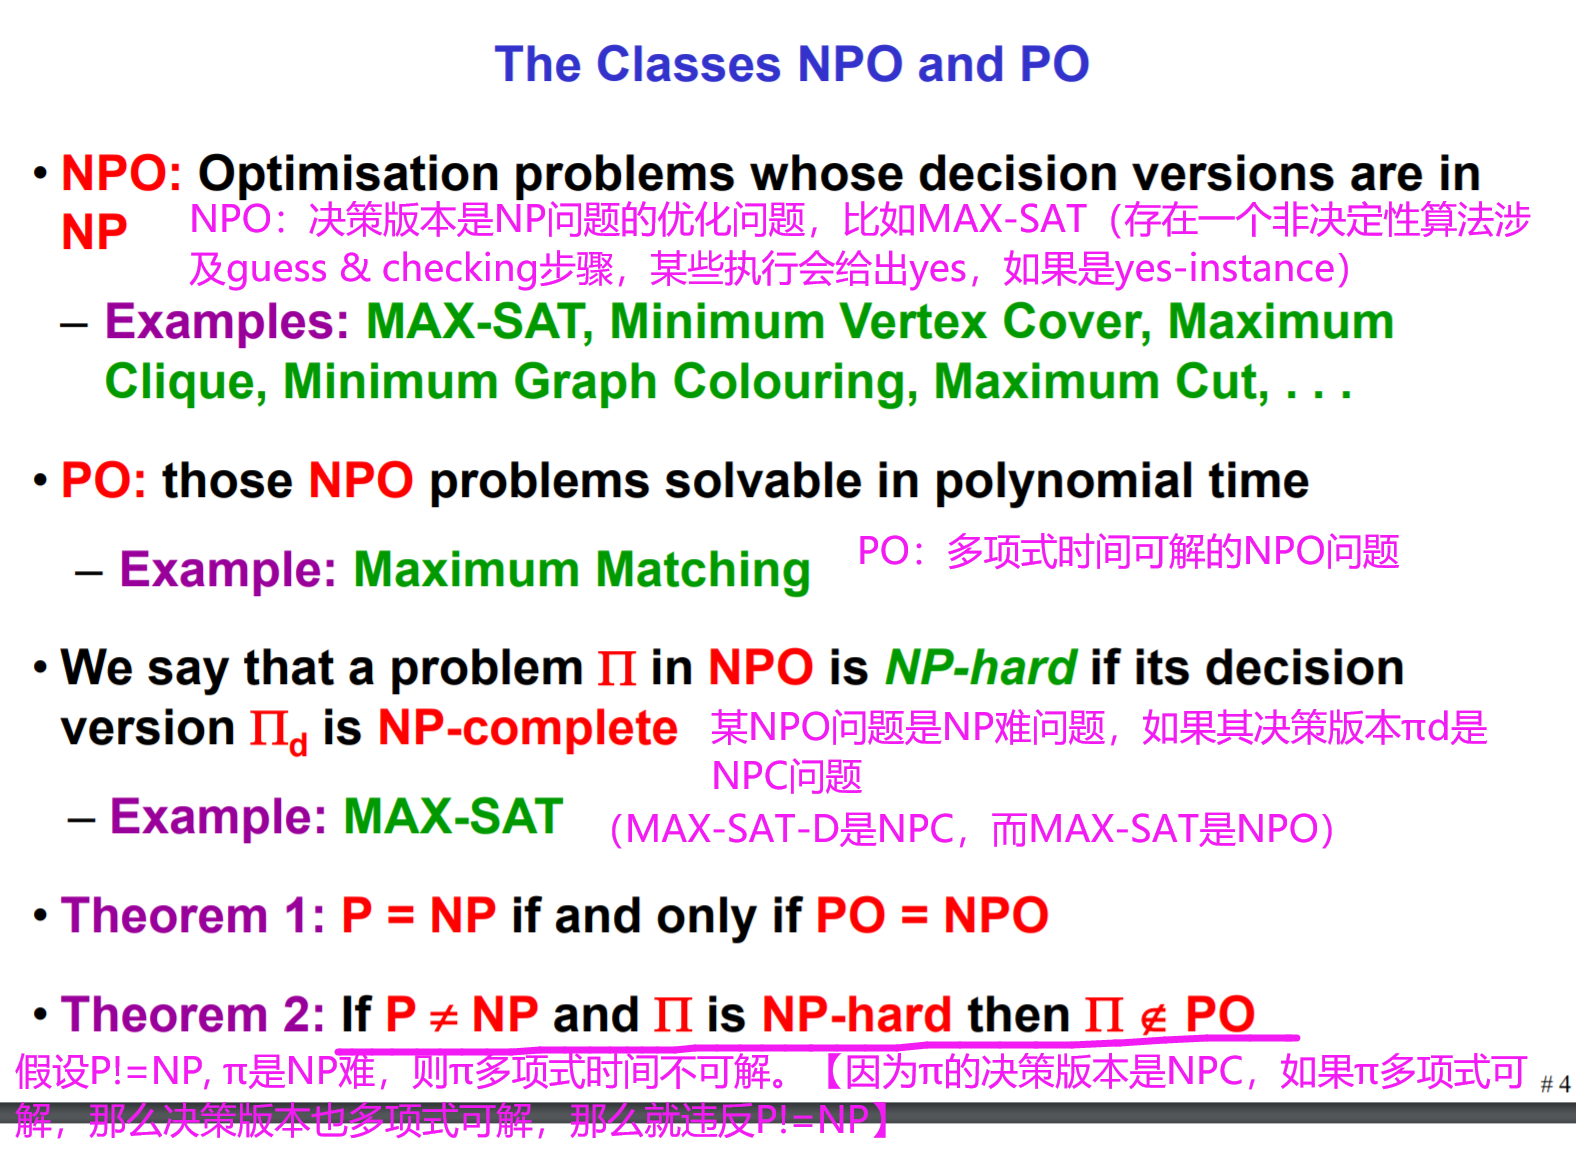 The Classes NPO and PO
• NPO: Optimisation problems whose decision versions are in
NP
NPO：决策版本是NP问题的优化问题，比如MAX-SAT（存在一个非决定性算法涉
及guess & checking步骤，某些执行会给出yes，如果是yes-instance）
– Examples: MAX-SAT, Minimum Vertex Cover, Maximum
Clique, Minimum Graph Colouring, Maximum Cut, . . .
• PO: those NPO problems solvable in polynomial time
PO：多项式时间可解的NPO问题
– Example: Maximum Matching
• We say that a problem Π in NPO is NP-hard if its decision
version Πd is NP-complete
某NPO问题是NP难问题，如果其决策版本πd是
NPC问题
– Example: MAX-SAT
（MAX-SAT-D是NPC，而MAX-SAT是NPO）
• Theorem 1: P = NP if and only if PO = NPO
• Theorem 2: If P ≠ NP and Π is NP-hard then Π ∉ PO
假设P!=NP, π是NP难，则π多项式时间不可解。【因为π的决策版本是NPC，如果π多项式可
解，那么决策版本也多项式可解，那么就违反P!=NP】
# 4